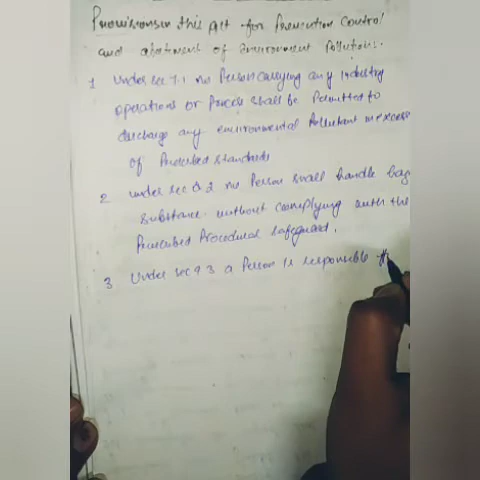 Provisions in this Act for Prevention control
and abatement of Environment Pollution:
1 Under sec 7.1 no Person carrying any industry
operations or Process shall be Permitted to
discharge any environmental Pollutant in excess
of Prescribed standards
2 under sec 8.2 no Person shall handle haz
substance without complying with the
Prescribed Procedural safeguard.
3 Under sec 9.3 a Person is responsible